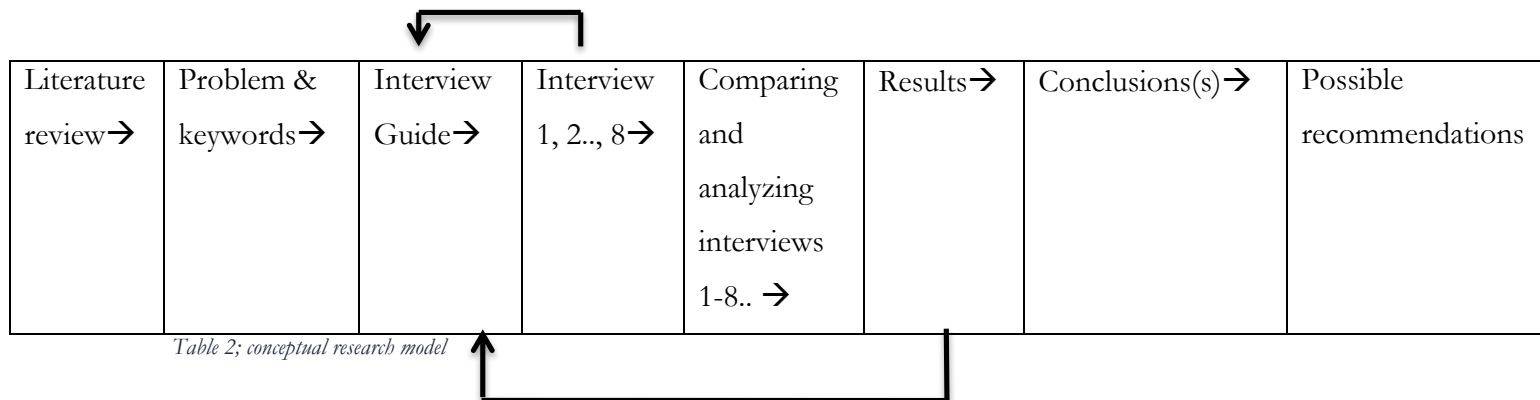 Literature
review→
Problem &
keywords→
Interview
Guide→
Interview
1, 2.., 8→
Comparing
and
analyzing
interviews
1-8.. →
Results→
Conclusions(s)→
Possible
recommendations
Table 2; conceptual research model